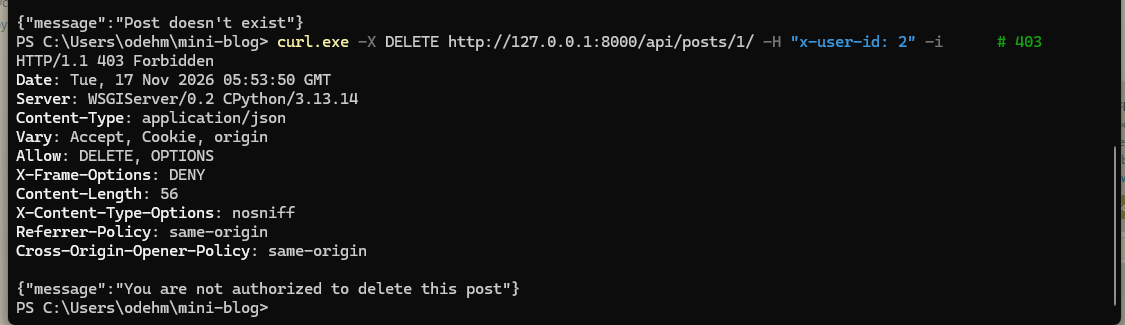 {"message":"Post doesn't exist"}
PS C:\Users\odehm\mini-blog> curl.exe -X DELETE http://127.0.0.1:8000/api/posts/1/ -H "x-user-id: 2" -i      # 403
HTTP/1.1 403 Forbidden
Date: Tue, 17 Nov 2026 05:53:50 GMT
Server: WSGIServer/0.2 CPython/3.13.14
Content-Type: application/json
Vary: Accept, Cookie, origin
Allow: DELETE, OPTIONS
X-Frame-Options: DENY
Content-Length: 56
X-Content-Type-Options: nosniff
Referrer-Policy: same-origin
Cross-Origin-Opener-Policy: same-origin

{"message":"You are not authorized to delete this post"}
PS C:\Users\odehm\mini-blog>